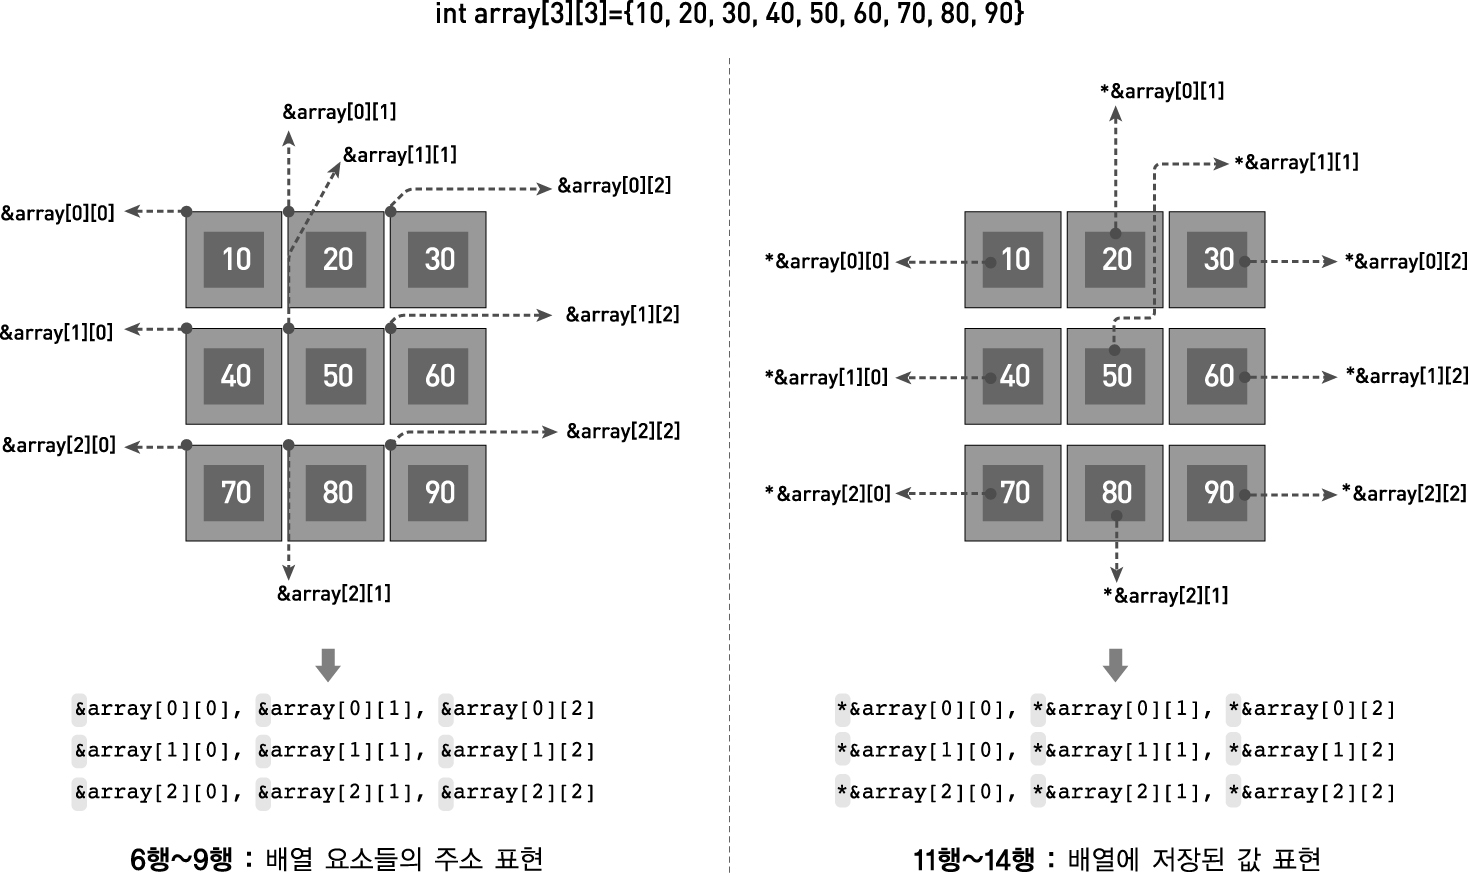 int array[3][3]={10, 20, 30, 40, 50, 60, 70, 80, 90}
&array[0][1]
&array[1][1]
&array[0][2]
&array[0][0]
10 20 30
&array[1][2]
&array[1][0]
40 50 60
&array[2][2]
&array[2][0]
70 80 90
&array[2][1]
&array[0][0], &array[0][1], &array[0][2]
&array[1][0], &array[1][1], &array[1][2]
&array[2][0], &array[2][1], &array[2][2]
6행~9행 : 배열 요소들의 주소 표현
*&array[0][1]
*&array[1][1]
*&array[0][0] 10 20 30 *&array[0][2]
*&array[1][0] 40 50 60 *&array[1][2]
*&array[2][0] 70 80 90 *&array[2][2]
*&array[2][1]
*&array[0][0], *&array[0][1], *&array[0][2]
*&array[1][0], *&array[1][1], *&array[1][2]
*&array[2][0], *&array[2][1], *&array[2][2]
11행~14행 : 배열에 저장된 값 표현